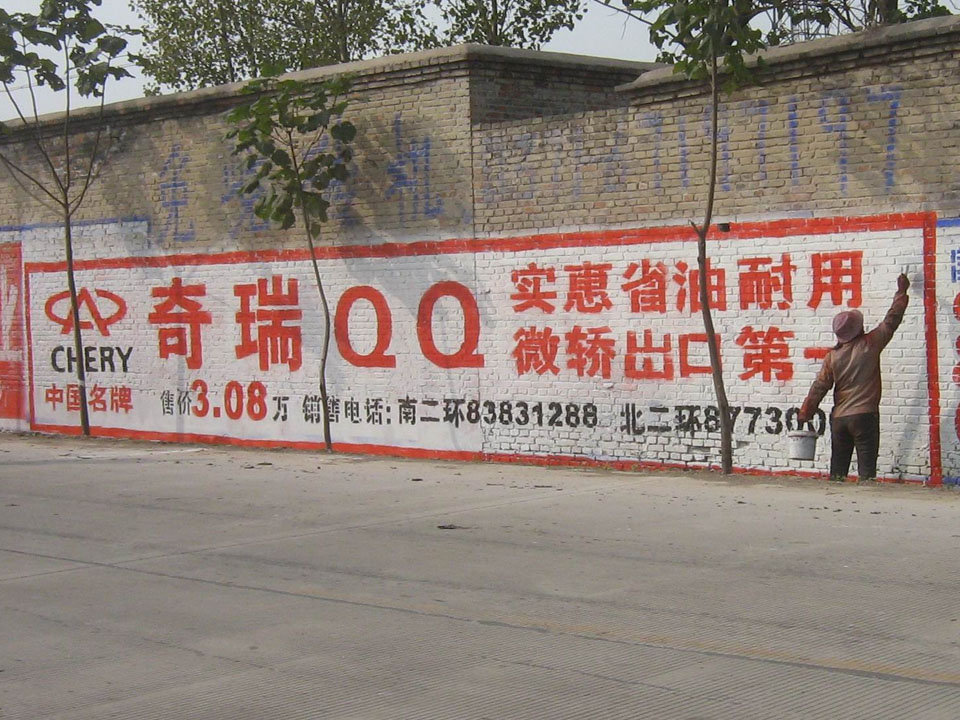 奇瑞QQ
实惠省油耐用
微轿出口第一
CHERY
中国名牌
售价3.08万 销售电话:南二环83831288 北二环877300